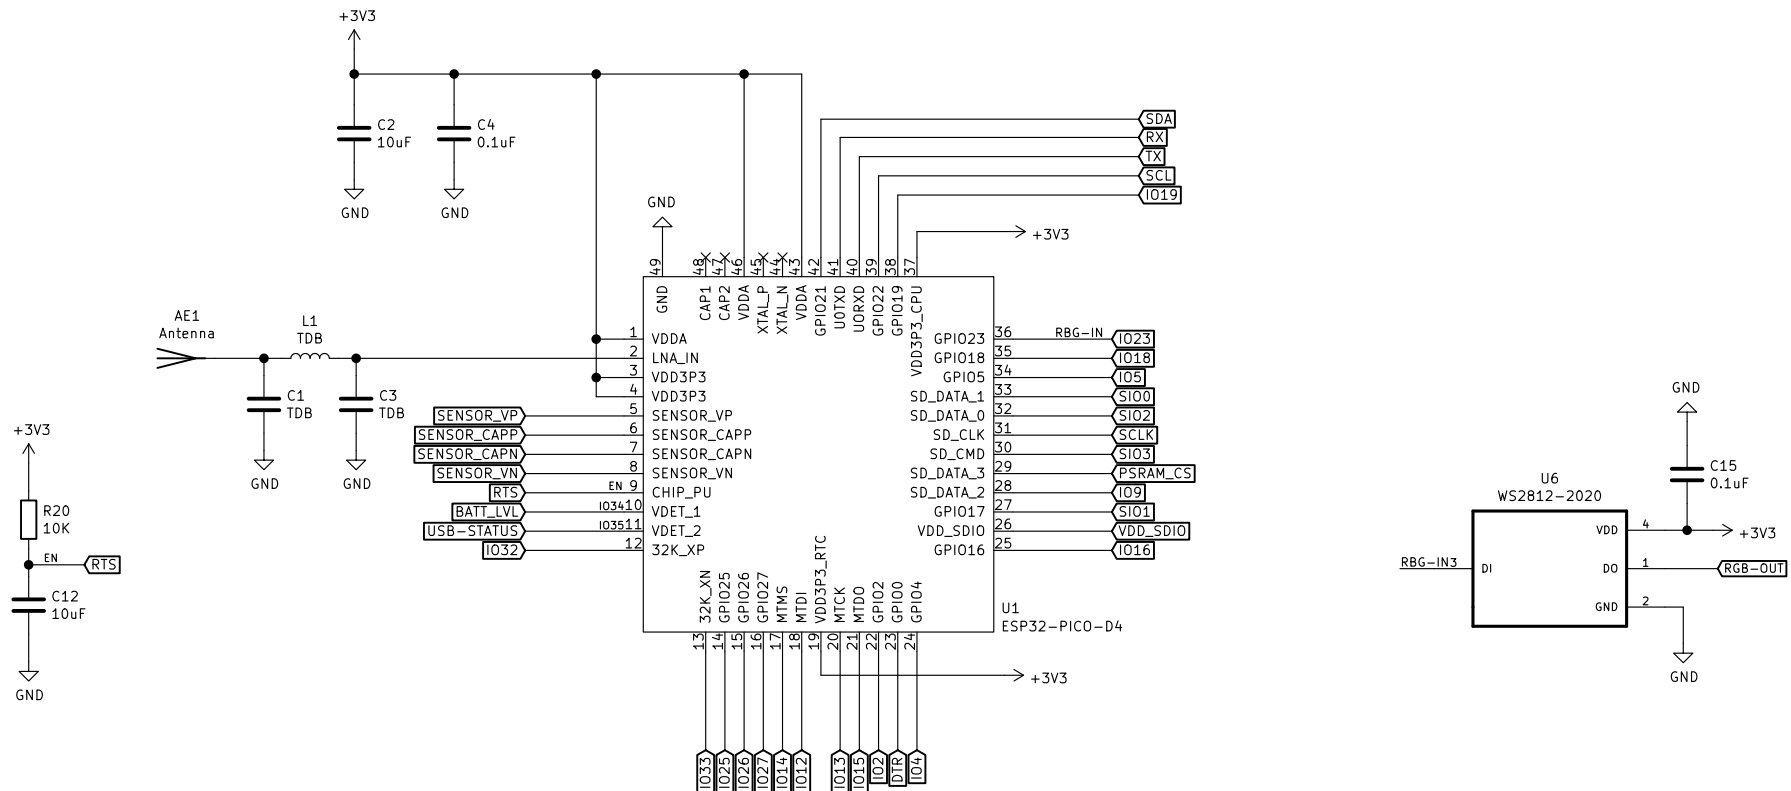 +3V3
C2
10uF
C4
0.1uF
GND
GND
SDA
RX
TX
SCL
IO19
GND
+3V3
49
48
47
46
45
44
43
42
41
40
39
38
37
GND
CAP1
CAP2
VDDA
XTAL_P
XTAL_N
VDDA
GPIO21
U0TXD
U0RXD
GPIO22
GPIO19
VDD3P3_CPU
AE1
Antenna
L1
TDB
C1
TDB
C3
TDB
GND
GND
1 VDDA
2 LNA_IN
3 VDD3P3
4 VDD3P3
SENSOR_VP 5 SENSOR_VP
SENSOR_CAPP 6 SENSOR_CAPP
SENSOR_CAPN 7 SENSOR_CAPN
SENSOR_VN 8 SENSOR_VN
RTS EN 9 CHIP_PU
BATT_LVL IO34 10 VDET_1
USB-STATUS IO35 11 VDET_2
IO32 12 32K_XP
GPIO23 36 RBG-IN IO23
GPIO18 35 IO18
GPIO5 34 IO5
SD_DATA_1 33 SIO0
SD_DATA_0 32 SIO2
SD_CLK 31 SCLK
SD_CMD 30 SIO3
SD_DATA_3 29 PSRAM_CS
SD_DATA_2 28 IO9
GPIO17 27 SIO1
VDD_SDIO 26 VDD_SDIO
GPIO16 25 IO16
32K_XN
GPIO25
GPIO26
GPIO27
MTMS
MTDI
VDD3P3_RTC
MTCK
MTDO
GPIO2
GPIO0
GPIO4
13
14
15
16
17
18
19
20
21
22
23
24
U1
ESP32-PICO-D4
+3V3
IO33
IO25
IO26
IO27
IO14
IO12
IO13
IO15
IO2
DTR
IO4
+3V3
R20
10K
EN
RTS
C12
10uF
GND
GND
C15
0.1uF
U6
WS2812-2020
VDD 4
+3V3
RBG-IN3
DI
DO 1
RGB-OUT
GND 2
GND